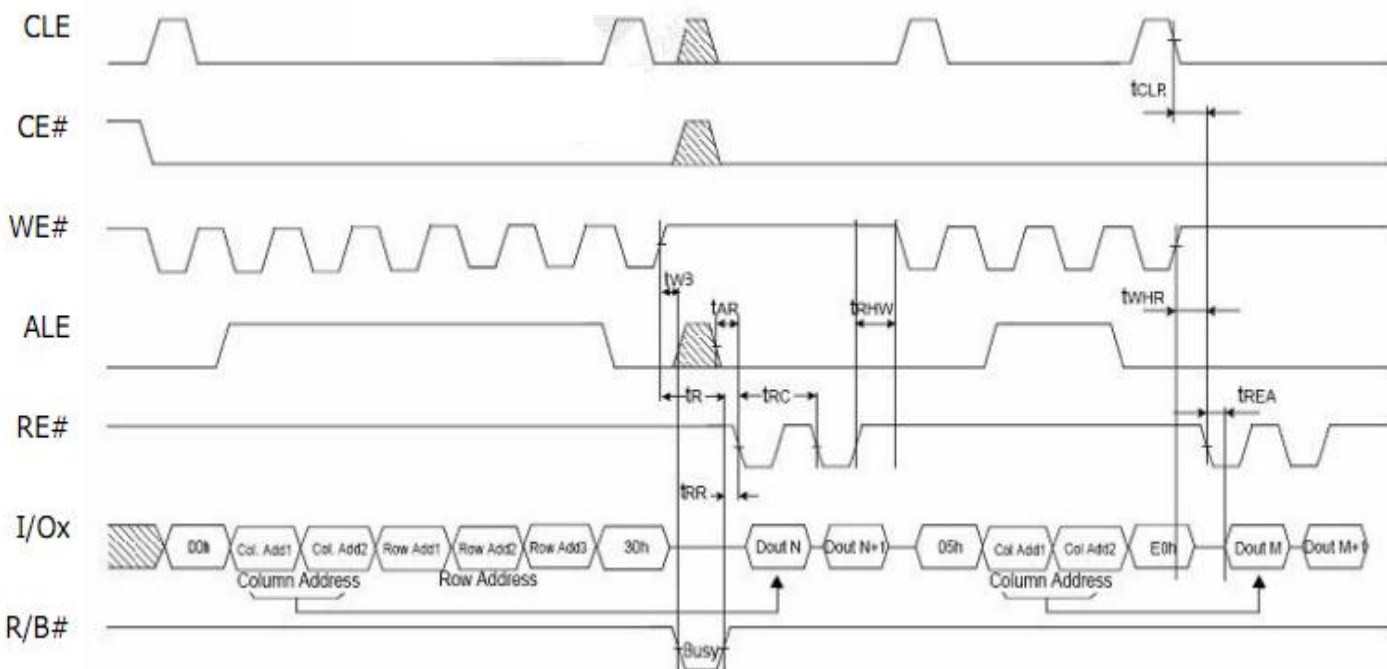 CLE
tCLR
CE#
WE#
tWB
tAR
tRHW
tWHR
ALE
tR
tRC
tREA
RE#
tRR
I/Ox
00h Col. Add1 Col. Add2 Row Add1 Row Add2 Row Add3 30h Dout N Dout N+1 05h Col Add1 Col Add2 E0h Dout M Dout M+1
Column Address Row Address Column Address
R/B#
Busy